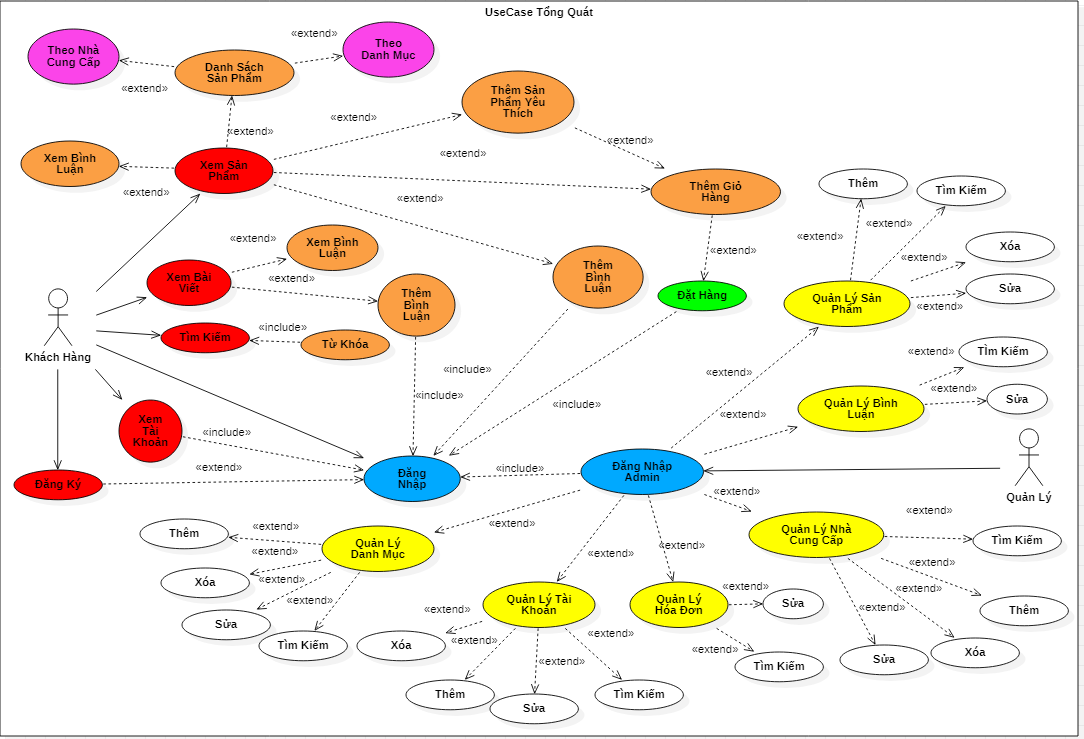 UseCase Tổng Quát
«extend»
Theo Nhà
Cung Cấp
Theo
Danh Mục
Danh Sách
Sản Phẩm
«extend»
Thêm Sản
Phẩm Yêu
Thích
«extend»
«extend»
«extend»
Xem Bình
Luận
Xem Sản
Phẩm
«extend»
«extend»
Thêm Giỏ
Hàng
Thêm
Tìm Kiếm
«extend»
«extend»
«extend»
«extend»
Xem Bình
Luận
«extend»
Xóa
«extend»
«extend»
Xem Bài
Viết
«extend»
Thêm
Bình
Luận
Thêm
Bình
Luận
Đặt Hàng
Quản Lý Sản
Phẩm
Sửa
«extend»
Tìm Kiếm
«include»
Từ Khóa
Khách Hàng
«extend»
Tìm Kiếm
«include»
«extend»
«extend»
Sửa
«include»
«include»
Quản Lý Bình
Luận
«extend»
Xem
Tài
Khoản
«include»
«extend»
Đăng Ký
Đăng
Nhập
«include»
Đăng Nhập
Admin
Quản Lý
«extend»
«extend»
Thêm
«extend»
«extend»
Quản Lý
Danh Mục
«extend»
«extend»
«extend»
Quản Lý Nhà
Cung Cấp
Tìm Kiếm
Xóa
«extend»
«extend»
«extend»
Sửa
Tìm Kiếm
«extend»
Xóa
«extend»
Quản Lý Tài
Khoản
«extend»
«extend»
Quản Lý
Hóa Đơn
«extend»
Sửa
«extend»
«extend»
Thêm
«extend»
Tìm Kiếm
Sửa
Xóa
Thêm
Sửa
Tìm Kiếm